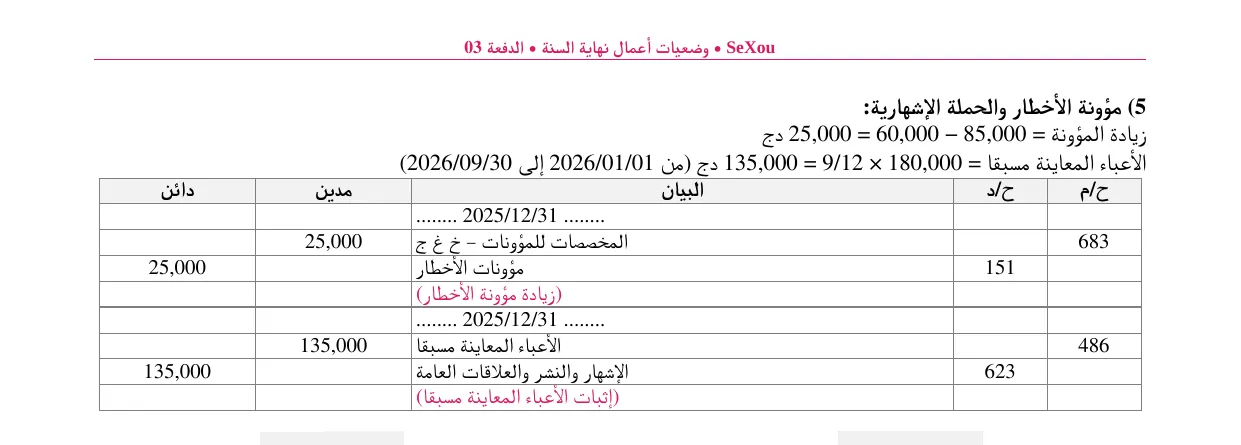 SeXou • وضعيات أعمال نهاية السنة • الدفعة 03
5) مؤونة الأخطار والحملة الإشهارية:
زيادة المؤونة = 85,000 − 60,000 = 25,000 دج
الأعباء المعاينة مسبقا = 180,000 × 9/12 = 135,000 دج (من 2026/01/01 إلى 2026/09/30)
ح/م ح/د البيان مدين دائن
........ 2025/12/31 ........
683 المخصصات للمؤونات – خ غ ج 25,000
151 مؤونات الأخطار 25,000
(زيادة مؤونة الأخطار)
........ 2025/12/31 ........
486 الأعباء المعاينة مسبقا 135,000
623 الإشهار والنشر والعلاقات العامة 135,000
(إثبات الأعباء المعاينة مسبقا)